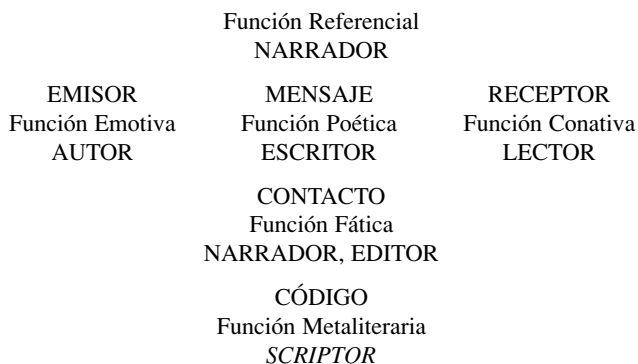 Función Referencial
NARRADOR
EMISOR MENSAJE RECEPTOR
Función Emotiva Función Poética Función Conativa
AUTOR ESCRITOR LECTOR
CONTACTO
Función Fática
NARRADOR, EDITOR
CÓDIGO
Función Metaliteraria
SCRIPTOR